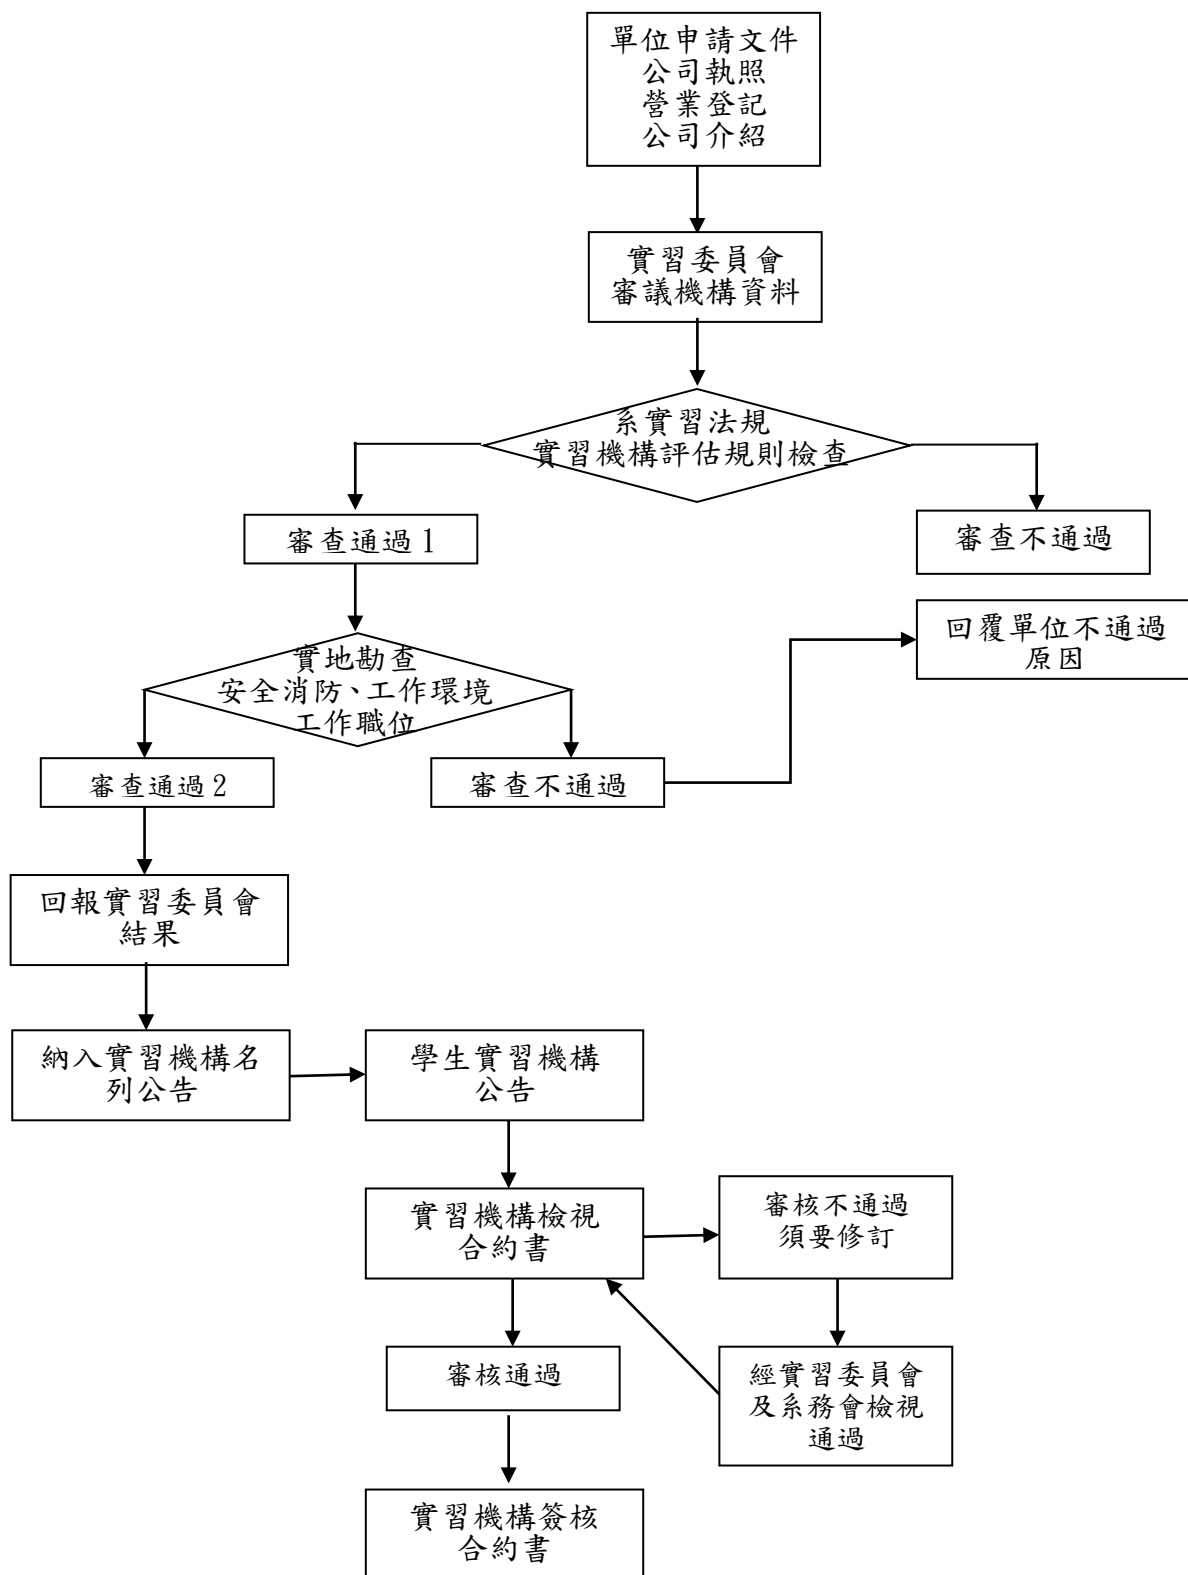 單位申請文件
公司執照
營業登記
公司介紹
實習委員會
審議機構資料
系實習法規
實習機構評估規則檢查
審查通過1
審查不通過
回覆單位不通過
原因
實地勘查
安全消防、工作環境
工作職位
審查通過2
審查不通過
回報實習委員會
結果
納入實習機構名
列公告
學生實習機構
公告
實習機構檢視
合約書
審核不通過
須要修訂
審核通過
經實習委員會
及系務會檢視
通過
實習機構簽核
合約書